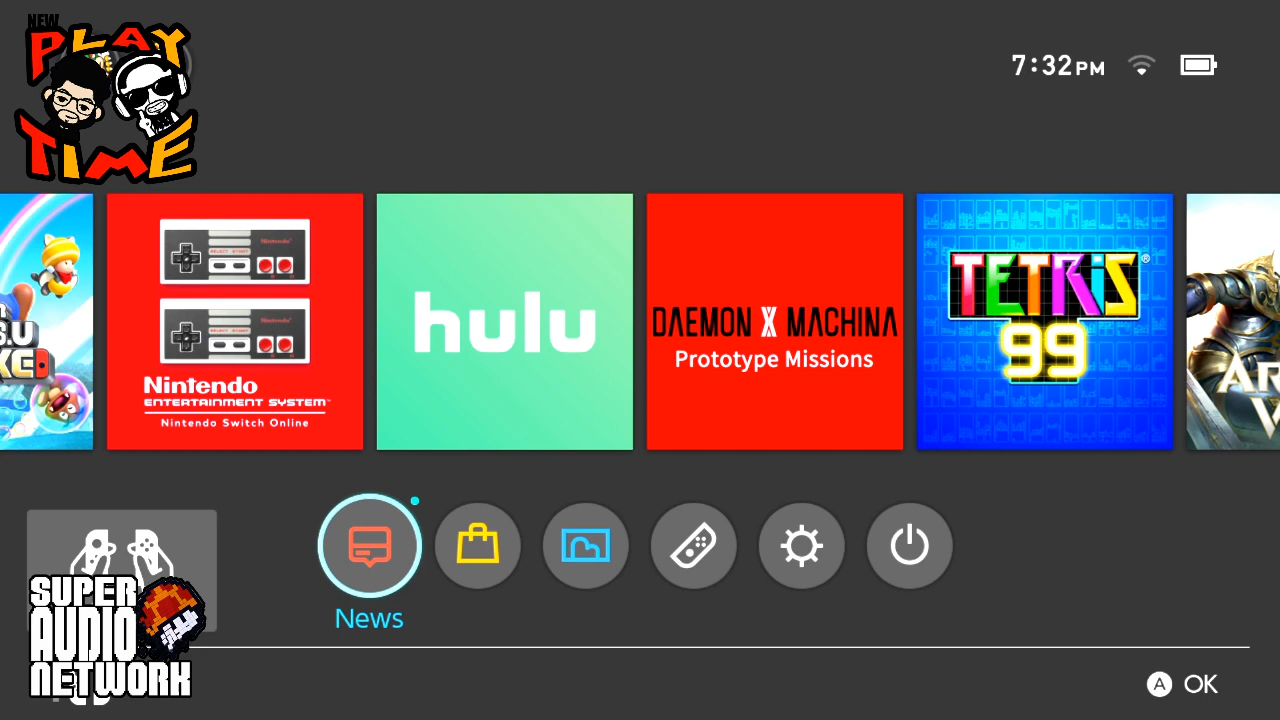 NEW
PLAY
TIME
7:32PM
Nintendo
ENTERTAINMENT SYSTEM™
Nintendo Switch Online
hulu
DAEMON X MACHINA
Prototype Missions
TETRIS®
99
News
SUPER
AUDIO
NETWORK
A OK